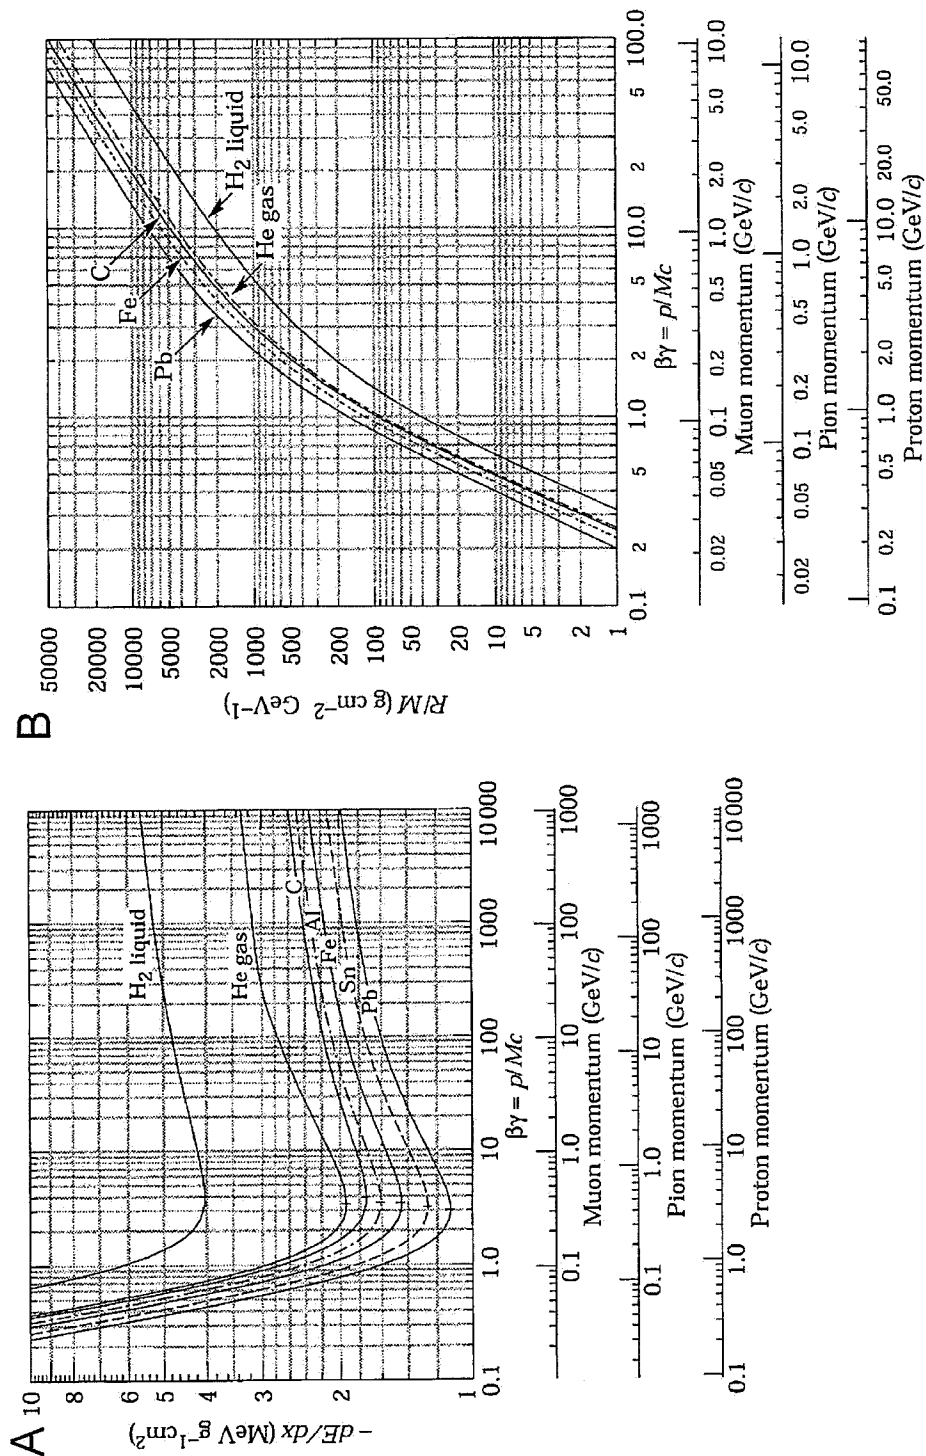 A
10
8
6
5
4
3
2
1
− dE/dx (MeV g⁻¹cm²)
H₂ liquid
He gas
C
Al
Fe
Sn
Pb
0.1 1.0 10 100 1000 10 000
βγ = p/Mc
0.1 1.0 10 100 1000
Muon momentum (GeV/c)
0.1 1.0 10 100 1000
Pion momentum (GeV/c)
0.1 1.0 10 100 1000 10 000
Proton momentum (GeV/c)
B
50000
20000
10000
5000
2000
1000
500
200
100
50
20
10
5
2
1
R/M (g cm⁻² GeV⁻¹)
C
Fe
Pb
H₂ liquid
He gas
0.1 2 5 1.0 2 5 10.0 2 5 100.0
βγ = p/Mc
0.02 0.05 0.1 0.2 0.5 1.0 2.0 5.0 10.0
Muon momentum (GeV/c)
0.02 0.05 0.1 0.2 0.5 1.0 2.0 5.0 10.0
Pion momentum (GeV/c)
0.1 0.2 0.5 1.0 2.0 5.0 10.0 20.0 50.0
Proton momentum (GeV/c)